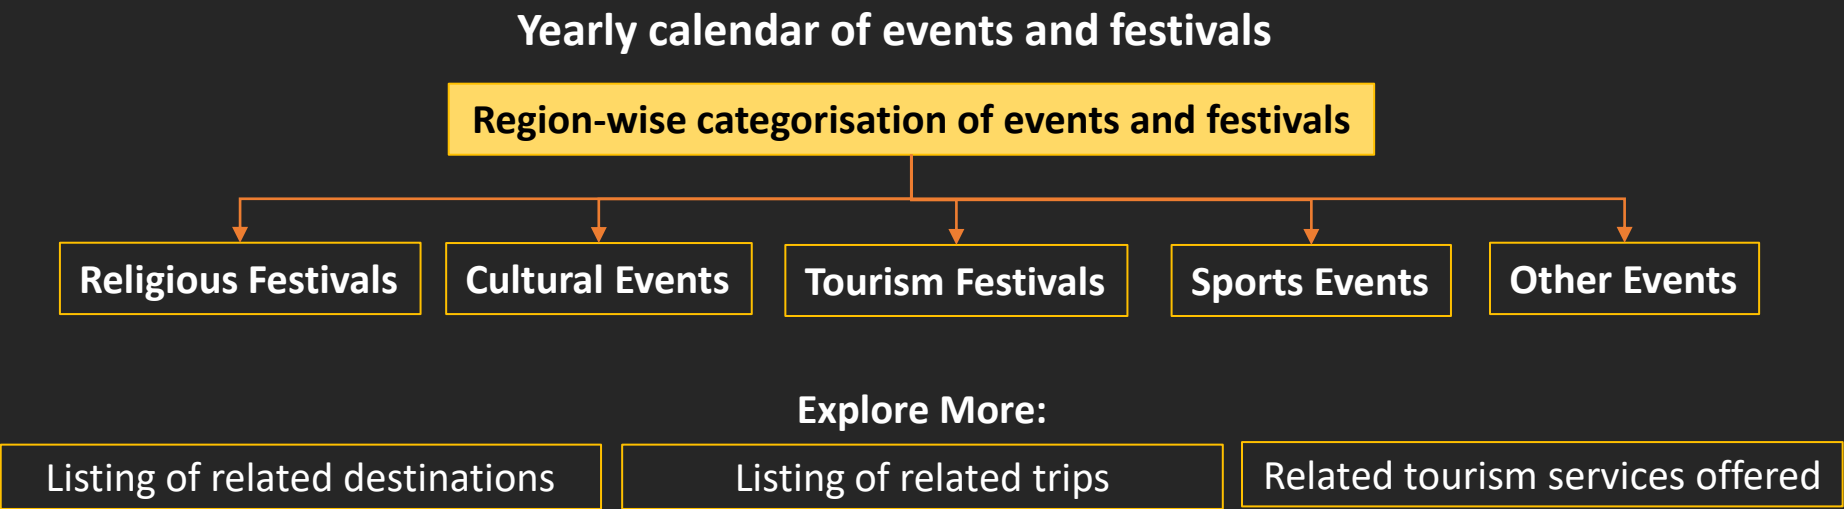 Yearly calendar of events and festivals
Region-wise categorisation of events and festivals
Religious Festivals
Cultural Events
Tourism Festivals
Sports Events
Other Events
Explore More:
Listing of related destinations
Listing of related trips
Related tourism services offered